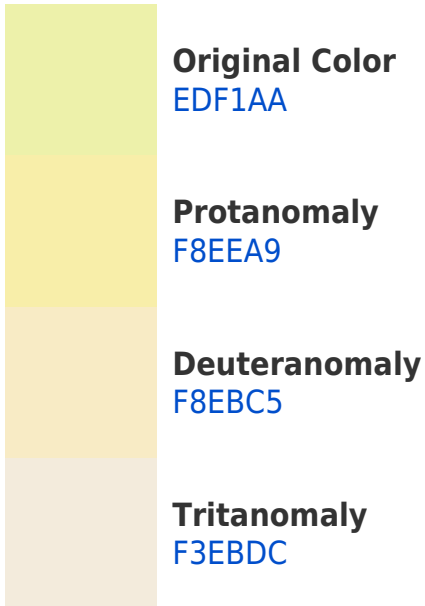 Original Color
EDF1AA
Protanomaly
F8EEA9
Deuteranomaly
F8EBC5
Tritanomaly
F3EBDC